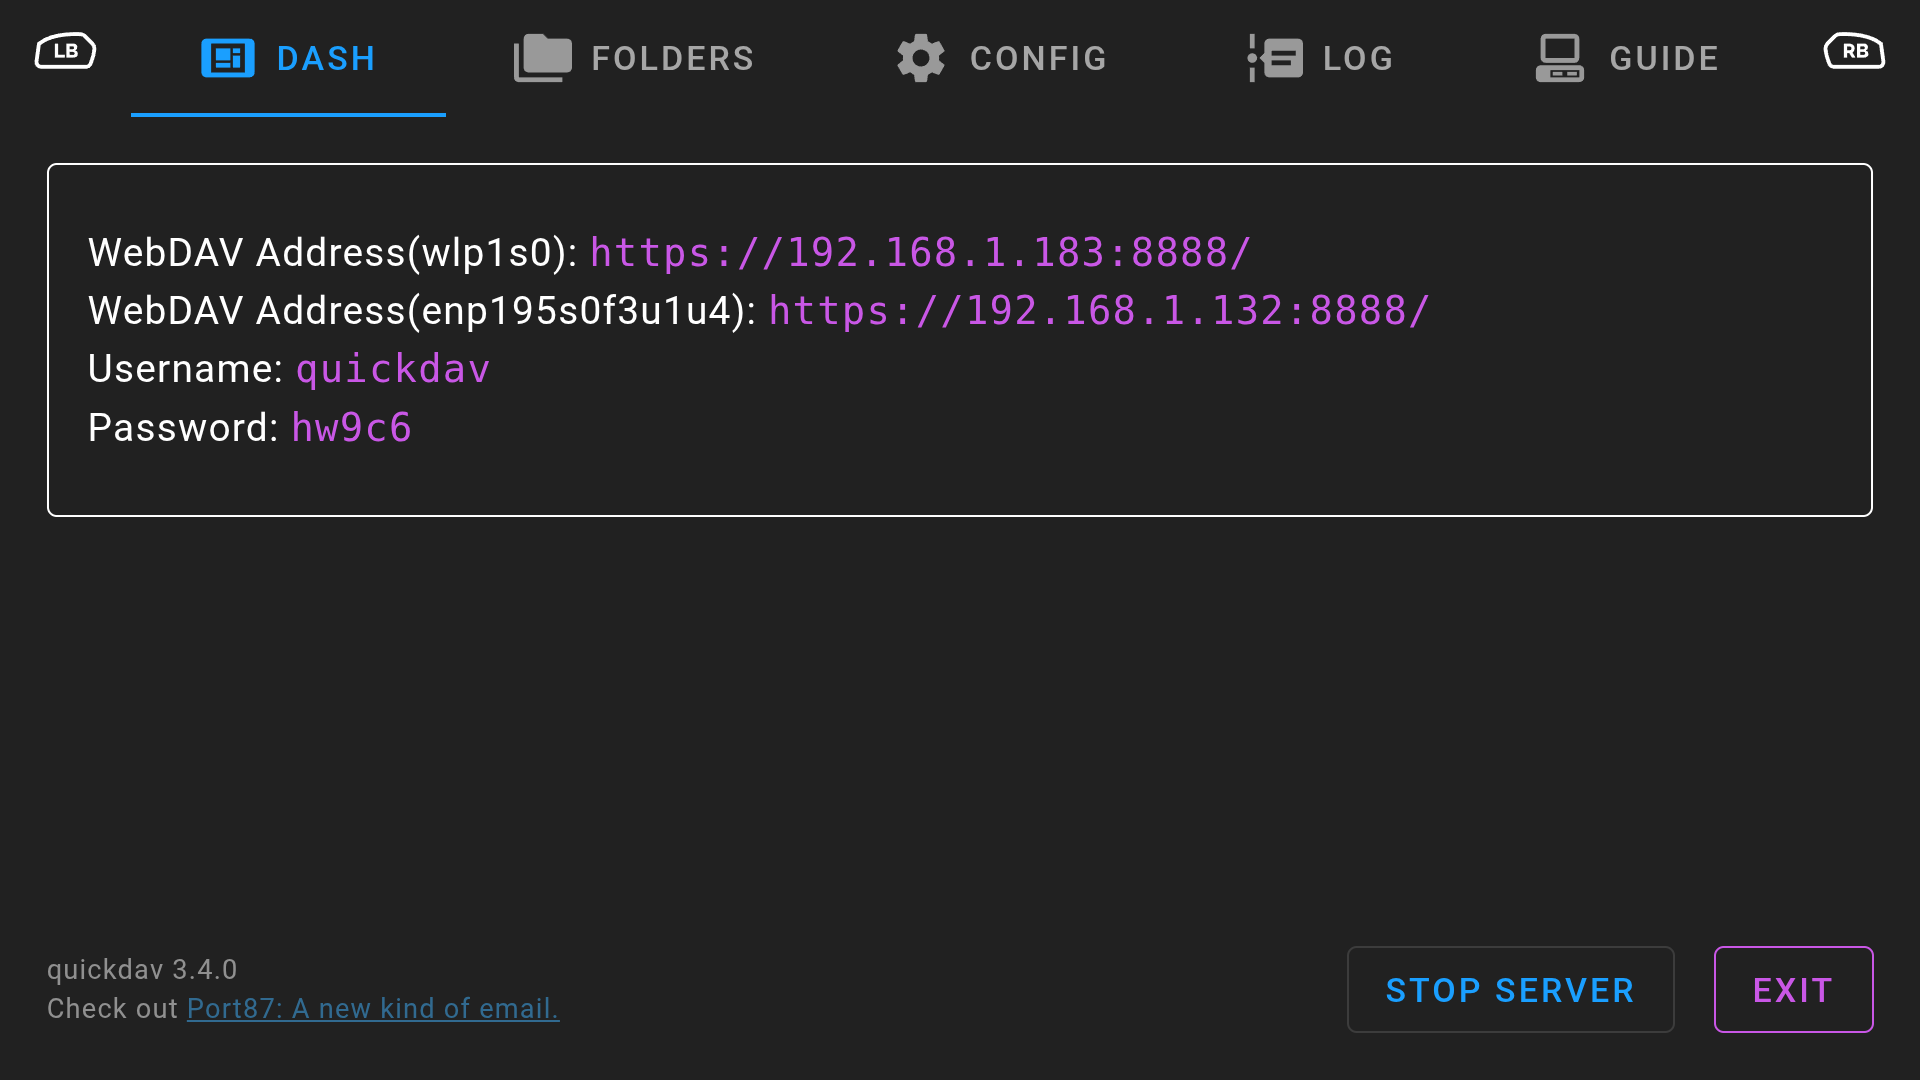 LB DASH FOLDERS CONFIG LOG GUIDE RB
WebDAV Address(wlp1s0): https://192.168.1.183:8888/
WebDAV Address(enp195s0f3u1u4): https://192.168.1.132:8888/
Username: quickdav
Password: hw9c6
quickdav 3.4.0
Check out Port87: A new kind of email.
STOP SERVER EXIT